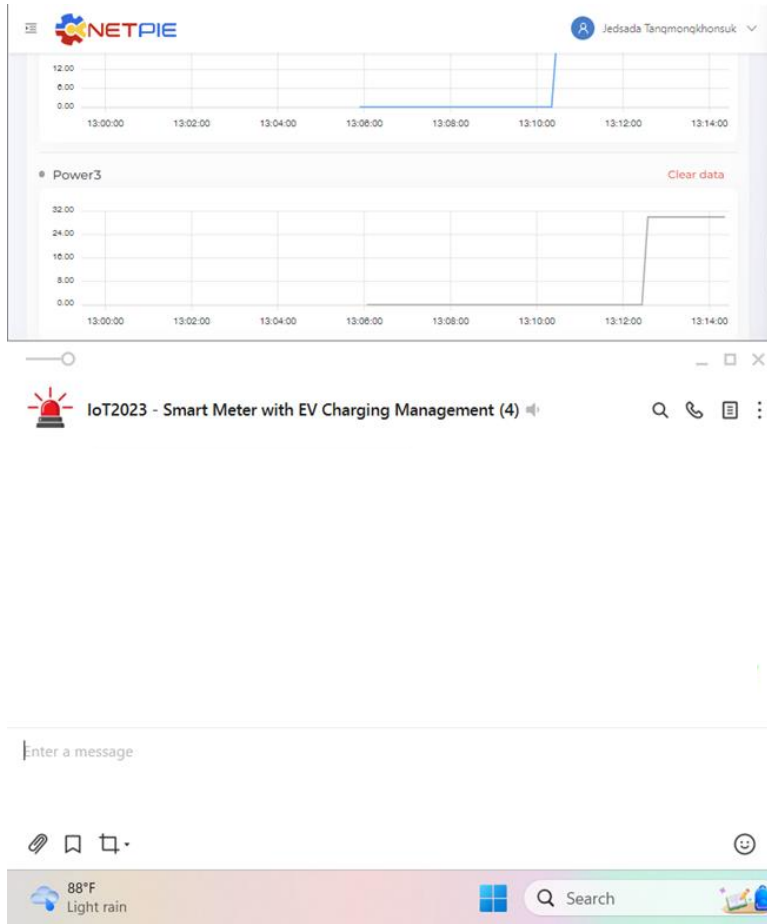 NETPIE
Jedsada Tangmongkhonsuk
12.00
6.00
0.00
13:00:00 13:02:00 13:04:00 13:06:00 13:08:00 13:10:00 13:12:00 13:14:00
Power3 Clear data
32.00
24.00
16.00
8.00
0.00
13:00:00 13:02:00 13:04:00 13:06:00 13:08:00 13:10:00 13:12:00 13:14:00
IoT2023 - Smart Meter with EV Charging Management (4)
Enter a message
88°F
Light rain
Search